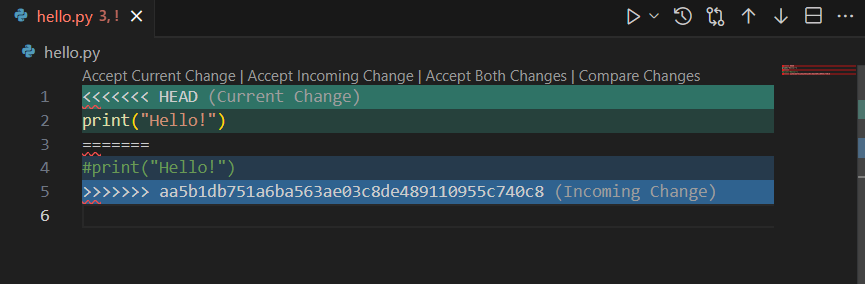 hello.py 3, !
hello.py
Accept Current Change | Accept Incoming Change | Accept Both Changes | Compare Changes
1 <<<<<<< HEAD (Current Change)
2 print("Hello!")
3 =======
4 #print("Hello!")
5 >>>>>>> aa5b1db751a6ba563ae03c8de489110955c740c8 (Incoming Change)
6